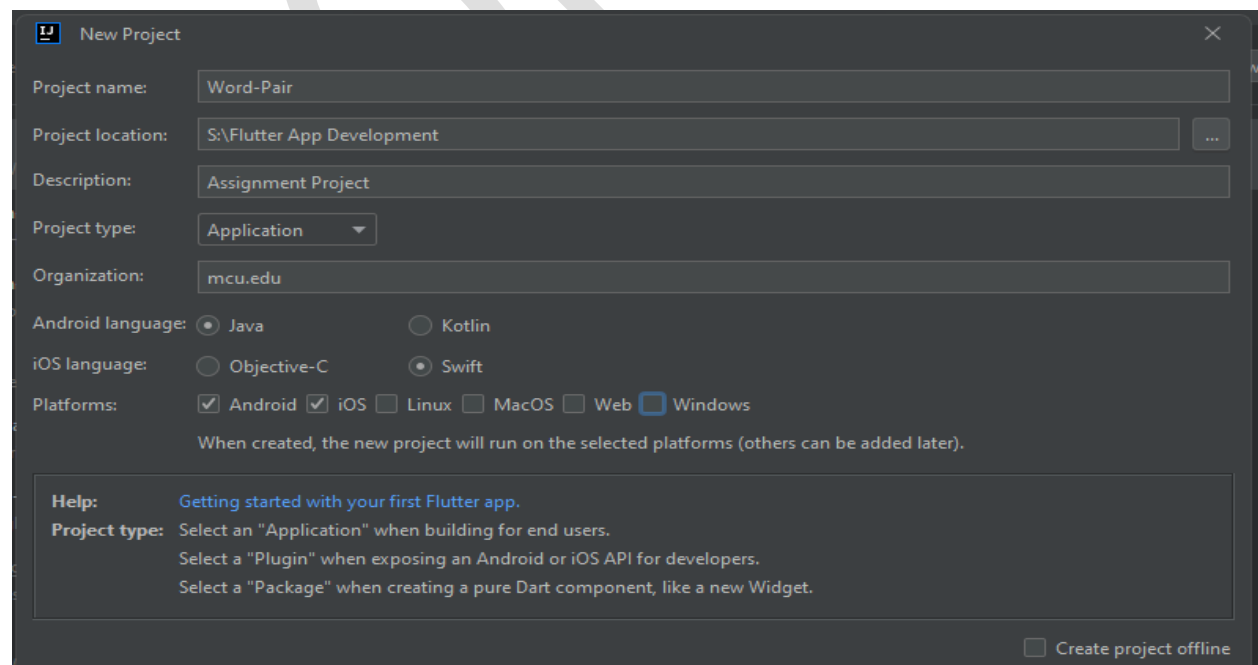 IJ New Project
Project name: Word-Pair
Project location: S:\Flutter App Development ...
Description: Assignment Project
Project type: Application
Organization: mcu.edu
Android language: Java Kotlin
iOS language: Objective-C Swift
Platforms: Android iOS Linux MacOS Web Windows
When created, the new project will run on the selected platforms (others can be added later).
Help: Getting started with your first Flutter app.
Project type: Select an "Application" when building for end users.
Select a "Plugin" when exposing an Android or iOS API for developers.
Select a "Package" when creating a pure Dart component, like a new Widget.
Create project offline